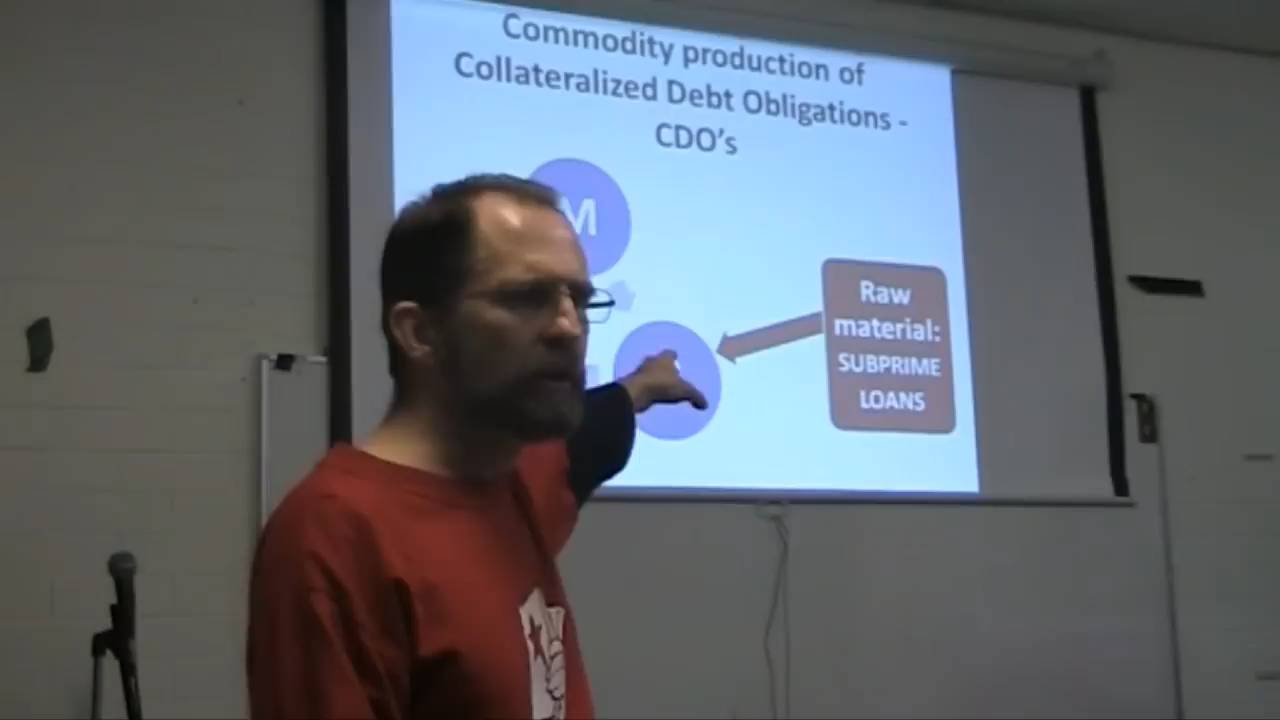 Commodity production of
Collateralized Debt Obligations -
CDO's
M
Raw
material:
SUBPRIME
LOANS